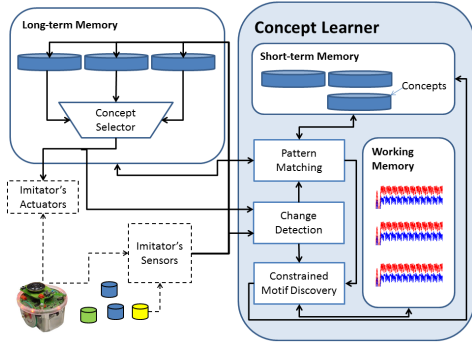 Long-term Memory
Concept
Selector
Imitator's
Actuators
Imitator's
Sensors
Concept Learner
Short-term Memory
Concepts
Pattern
Matching
Working
Memory
Change
Detection
Constrained
Motif Discovery